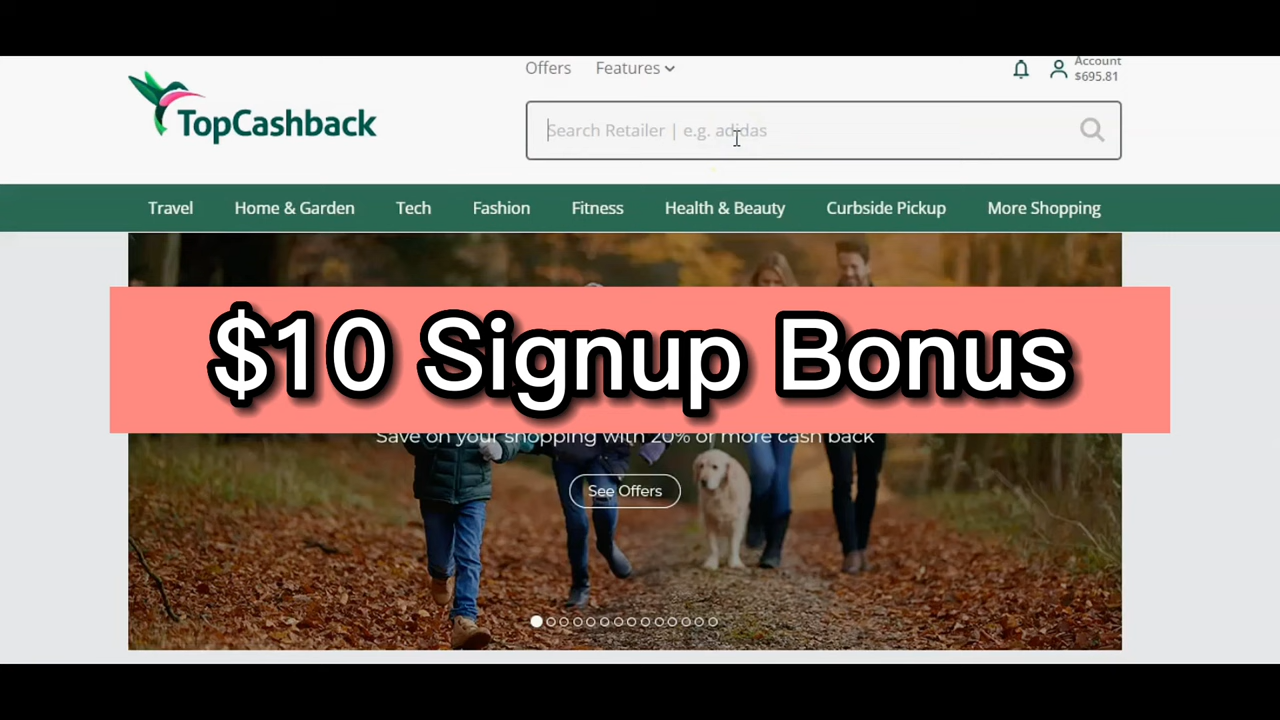 Offers Features
Account
$695.81
TopCashback
Search Retailer | e.g. adidas
Travel Home & Garden Tech Fashion Fitness Health & Beauty Curbside Pickup More Shopping
$10 Signup Bonus
Save on your shopping with 20% or more cash back
See Offers